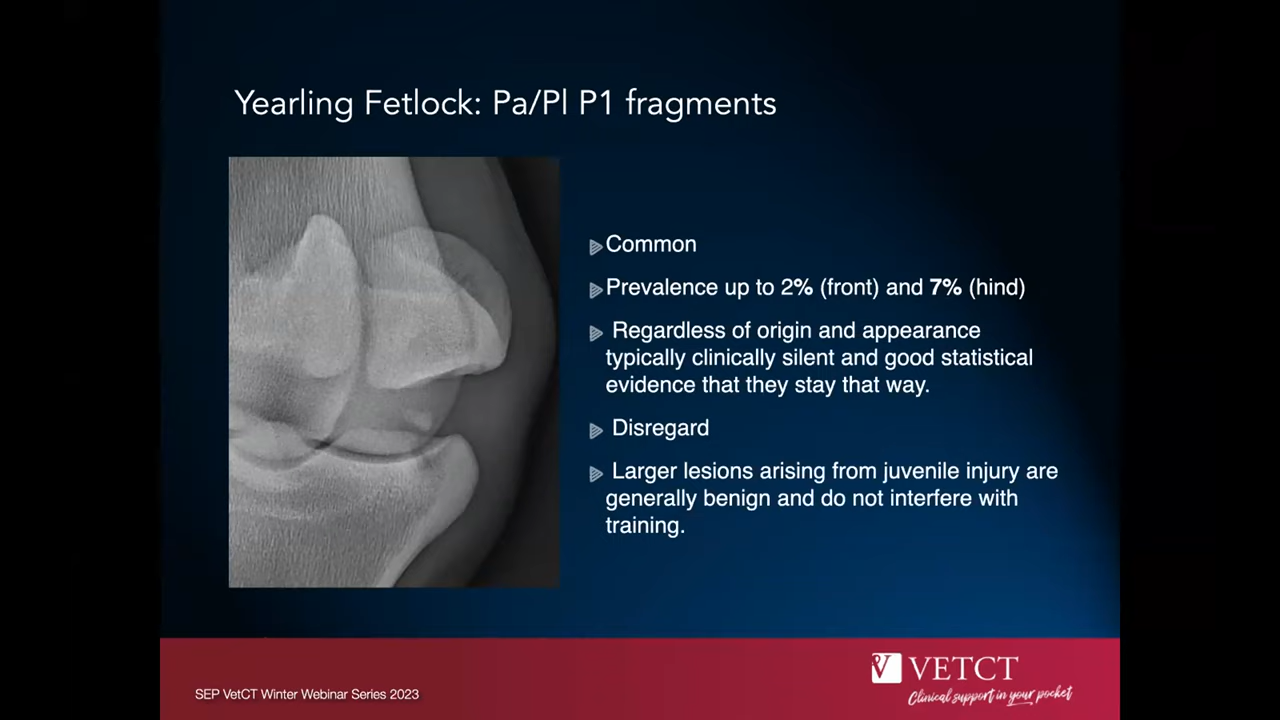 Yearling Fetlock: Pa/Pl P1 fragments
Common
Prevalence up to 2% (front) and 7% (hind)
Regardless of origin and appearance
typically clinically silent and good statistical
evidence that they stay that way.
Disregard
Larger lesions arising from juvenile injury are
generally benign and do not interfere with
training.
SEP VetCT Winter Webinar Series 2023
V VETCT
Clinical support in your pocket